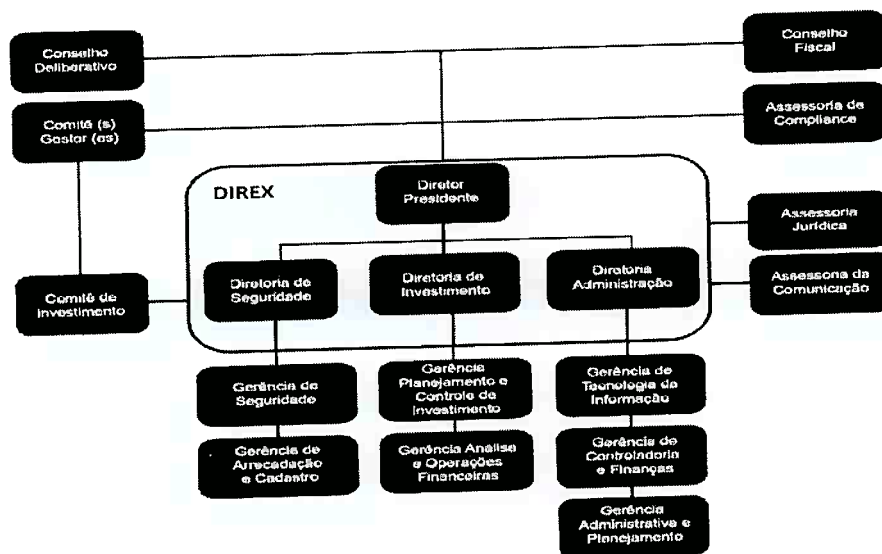 Conselho
Deliberativo
Conselho
Fiscal
Comitê (s)
Gestor (es)
Assessoria de
Compliance
DIREX
Diretor
Presidente
Assessoria
Jurídica
Comitê de
Investimento
Diretoria de
Seguridade
Diretoria de
Investimento
Diretoria
Administração
Assessoria da
Comunicação
Gerência de
Seguridade
Gerência
Planejamento e
Controle de
Investimento
Gerência de
Tecnologia da
Informação
Gerência de
Arrecadação
e Cadastro
Gerência Análise
e Operações
Financeiras
Gerência de
Controladoria
e Finanças
Gerência
Administrativa e
Planejamento